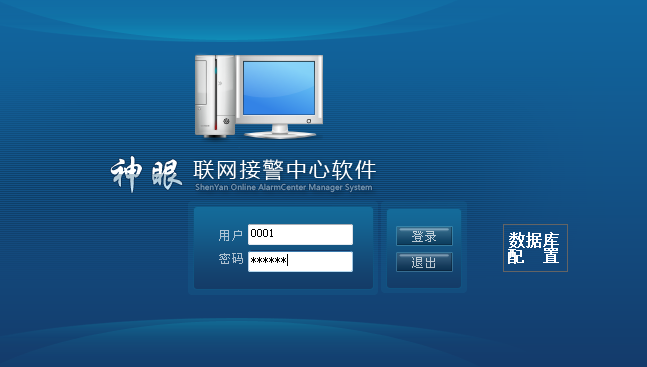 神眼 联网接警中心软件
ShenYan Online AlarmCenter Manager System
用户 0001
密码 ******
登录
退出
数据库
配 置